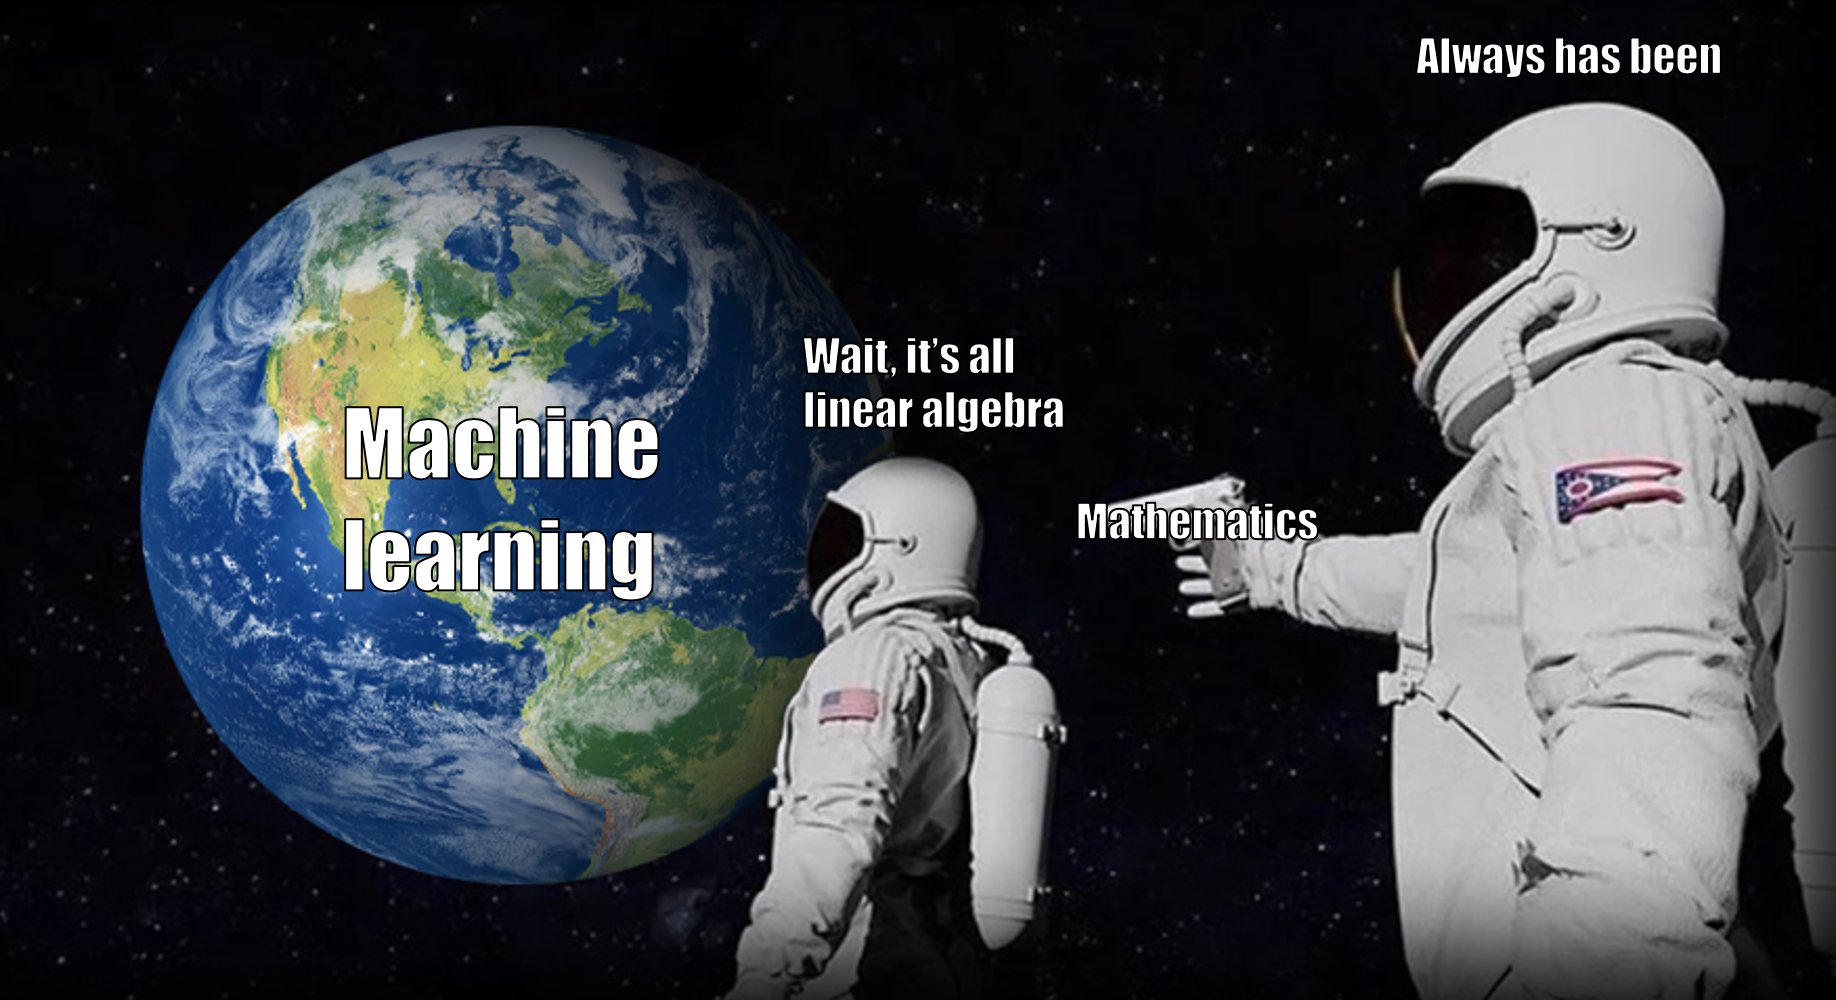 Always has been
Wait, it’s all
linear algebra
Machine
learning
Mathematics